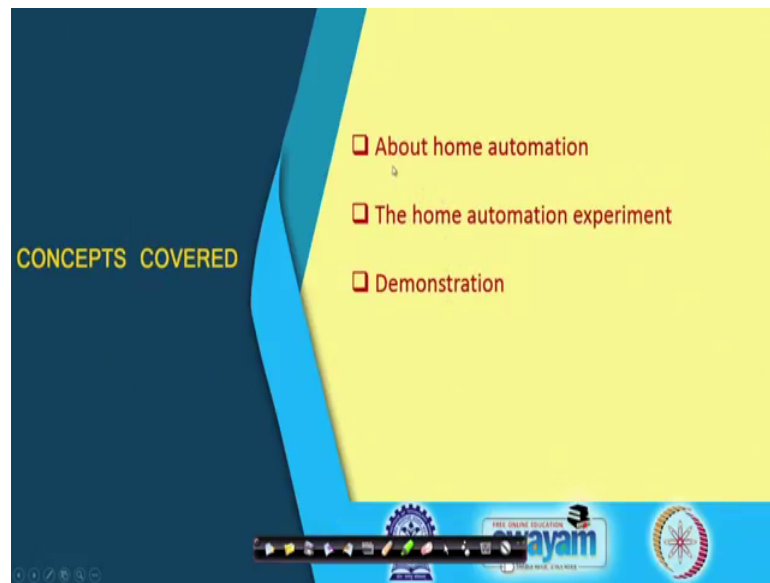 About home automation
The home automation experiment
CONCEPTS COVERED
Demonstration
FREE ONLINE EDUCATION
swayam